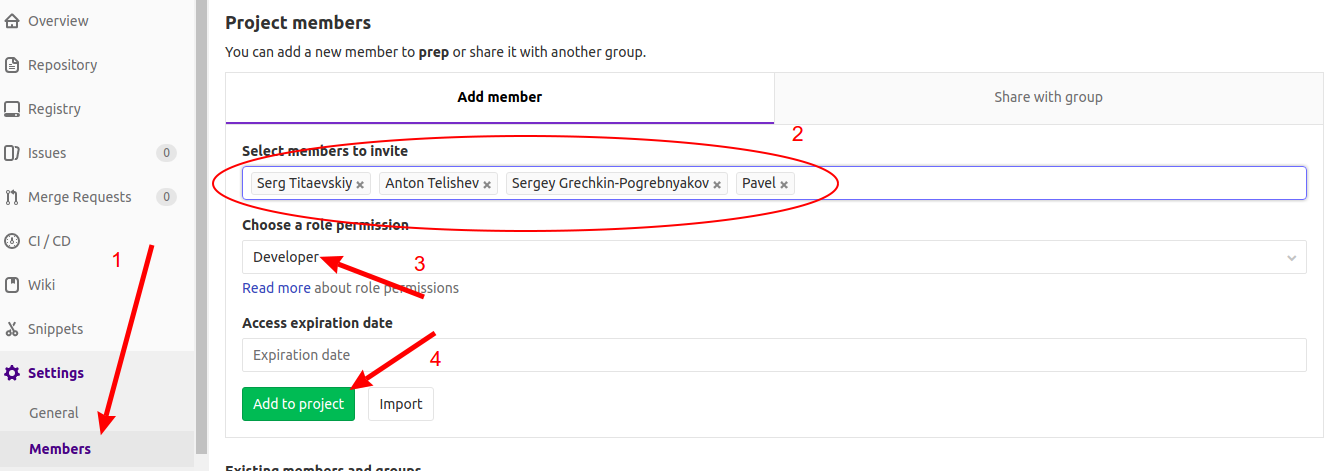 Overview
Repository
Registry
Issues 0
Merge Requests 0
CI / CD
1
Wiki
Snippets
Settings
General
Members
Project members
You can add a new member to prep or share it with another group.
Add member
Share with group
2
Select members to invite
Serg Titaevskiy × Anton Telishev × Sergey Grechkin-Pogrebnyakov × Pavel ×
Choose a role permission
Developer
3
Read more about role permissions
Access expiration date
4
Expiration date
Add to project Import
Existing members and groups